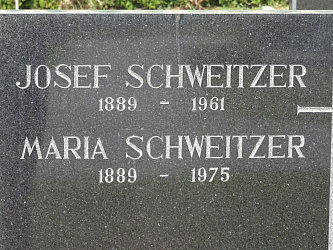 JOSEF SCHWEITZER
1889 - 1961
MARIA SCHWEITZER
1889 - 1975